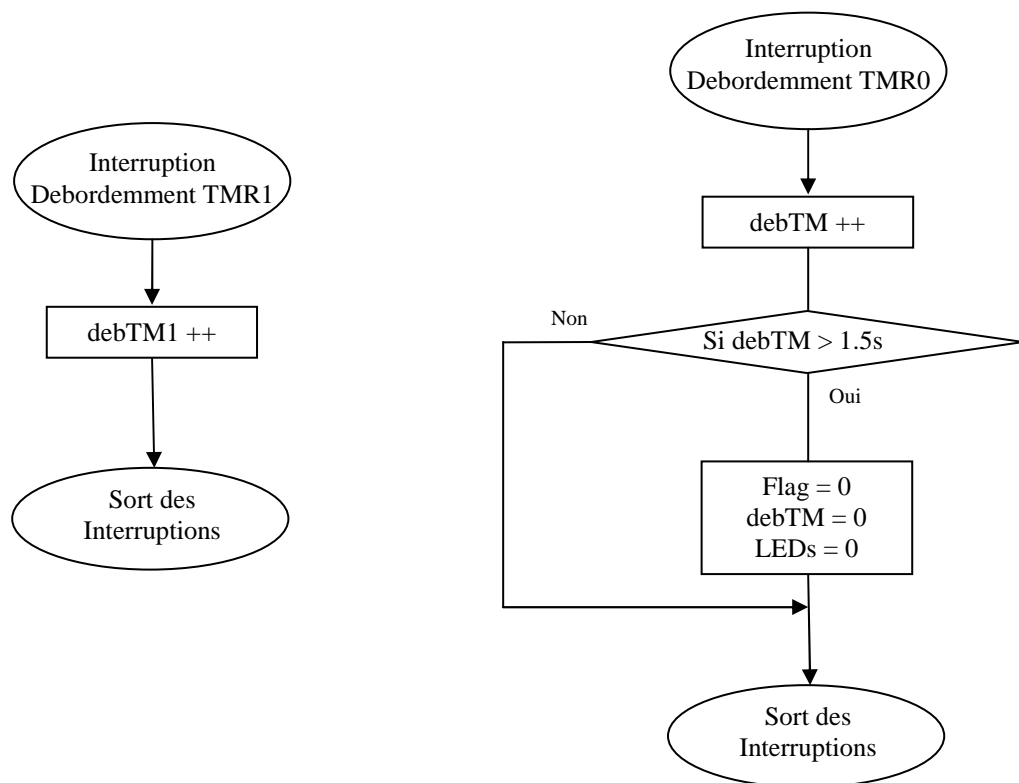 Interruption
Debordemment TMR1
debTM1 ++
Sort des
Interruptions
Interruption
Debordemment TMR0
debTM ++
Si debTM > 1.5s
Non
Oui
Flag = 0
debTM = 0
LEDs = 0
Sort des
Interruptions